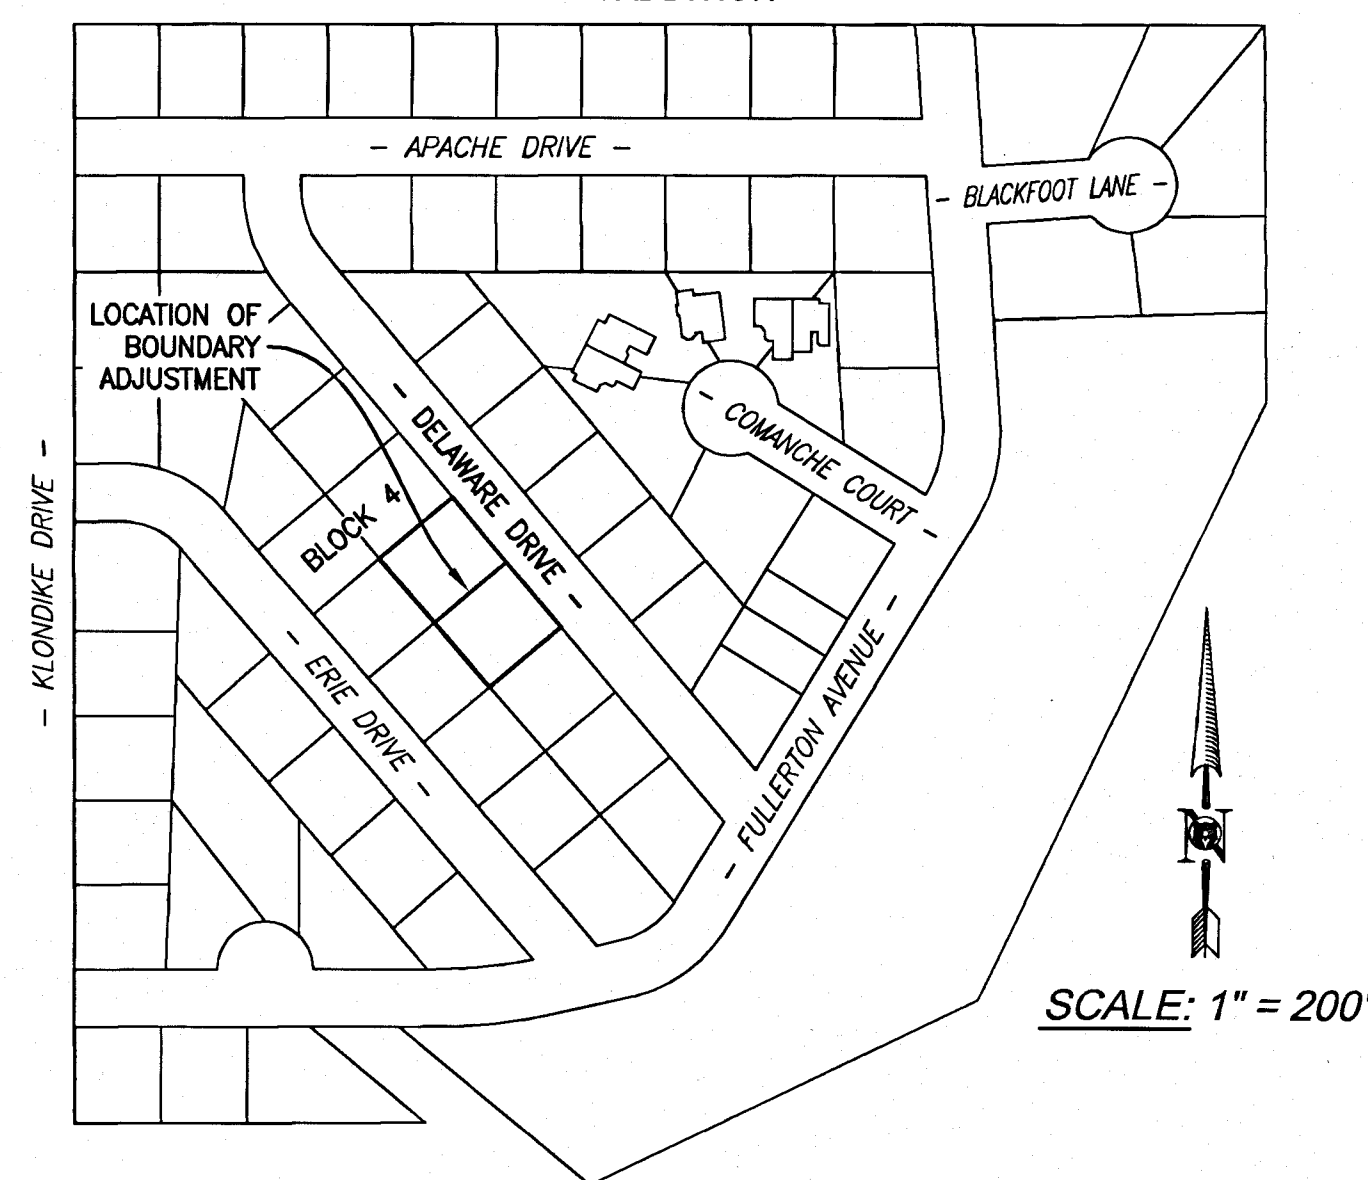 - APACHE DRIVE -
- BLACKFOOT LANE -
LOCATION OF
BOUNDARY
ADJUSTMENT
- DELAWARE DRIVE -
- COMANCHE COURT -
BLOCK 4
- KLONDIKE DRIVE -
- ERIE DRIVE -
- FULLERTON AVENUE -
N
SCALE: 1" = 200'